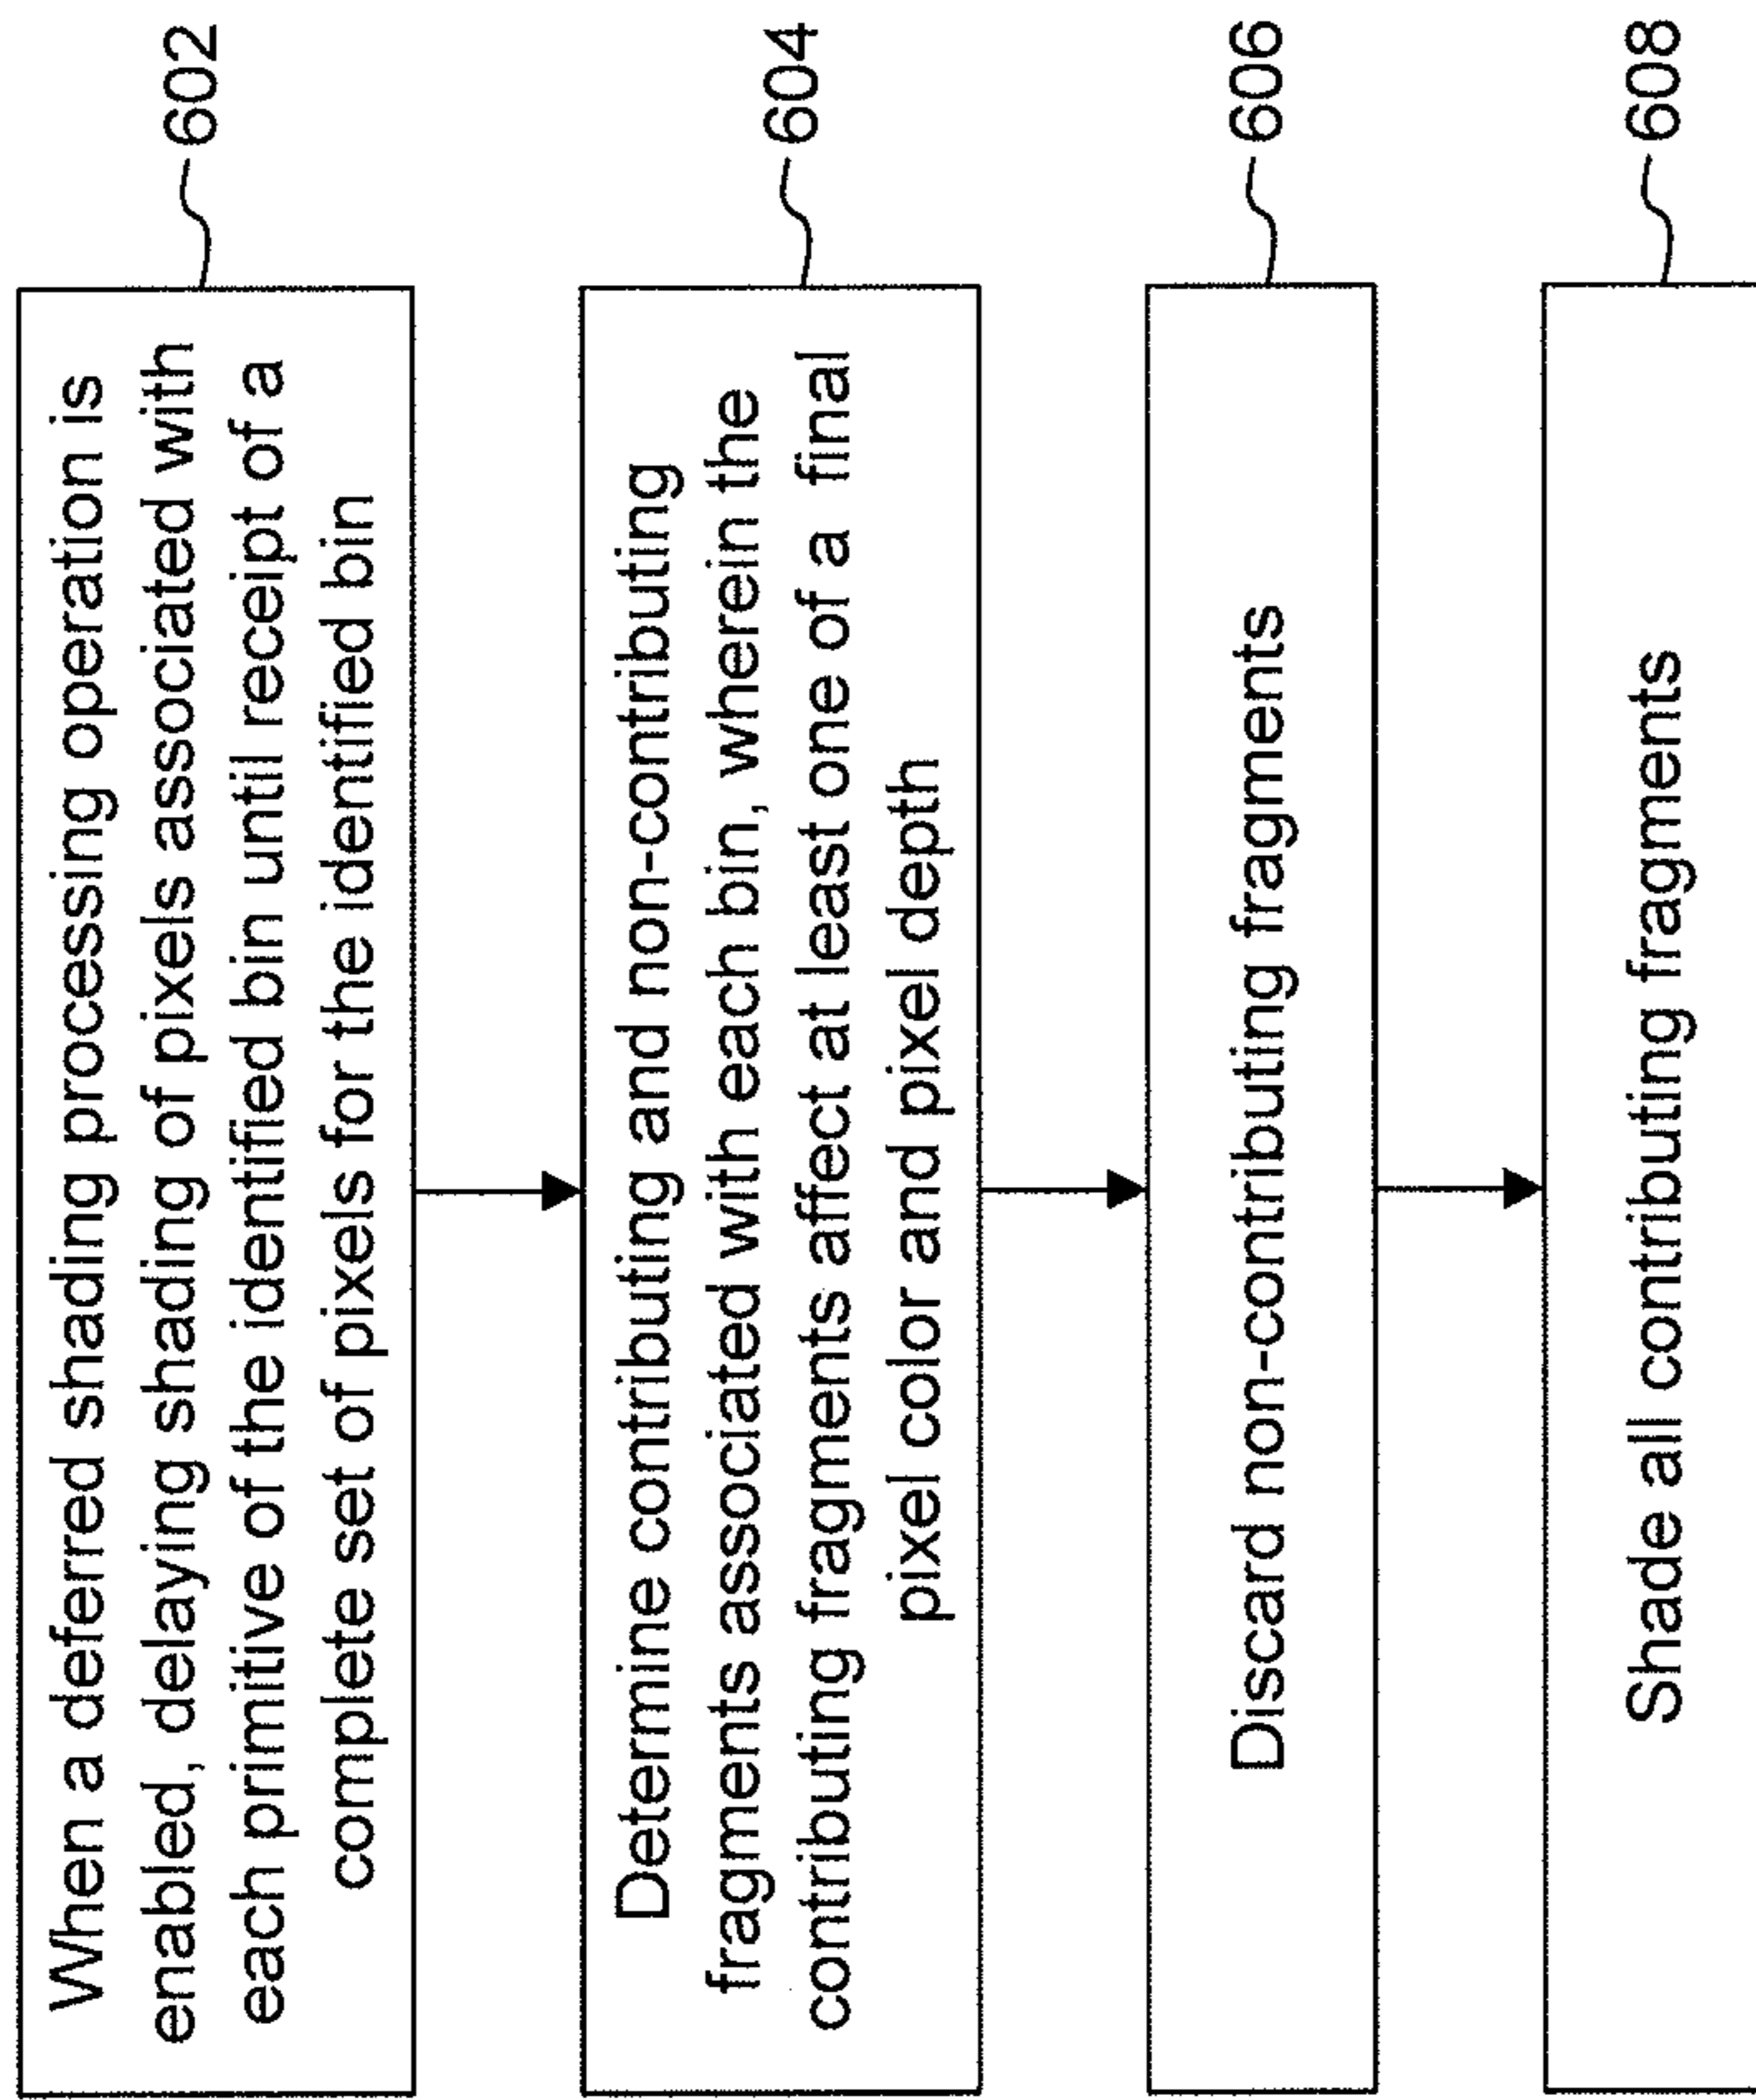 When a deferred shading processing operation is
enabled, delaying shading of pixels associated with
each primitive of the identified bin until receipt of a
complete set of pixels for the identified bin
602
Determine contributing and non-contributing
fragments associated with each bin, wherein the
contributing fragments affect at least one of a final
pixel color and pixel depth
604
Discard non-contributing fragments
606
Shade all contributing fragments
608